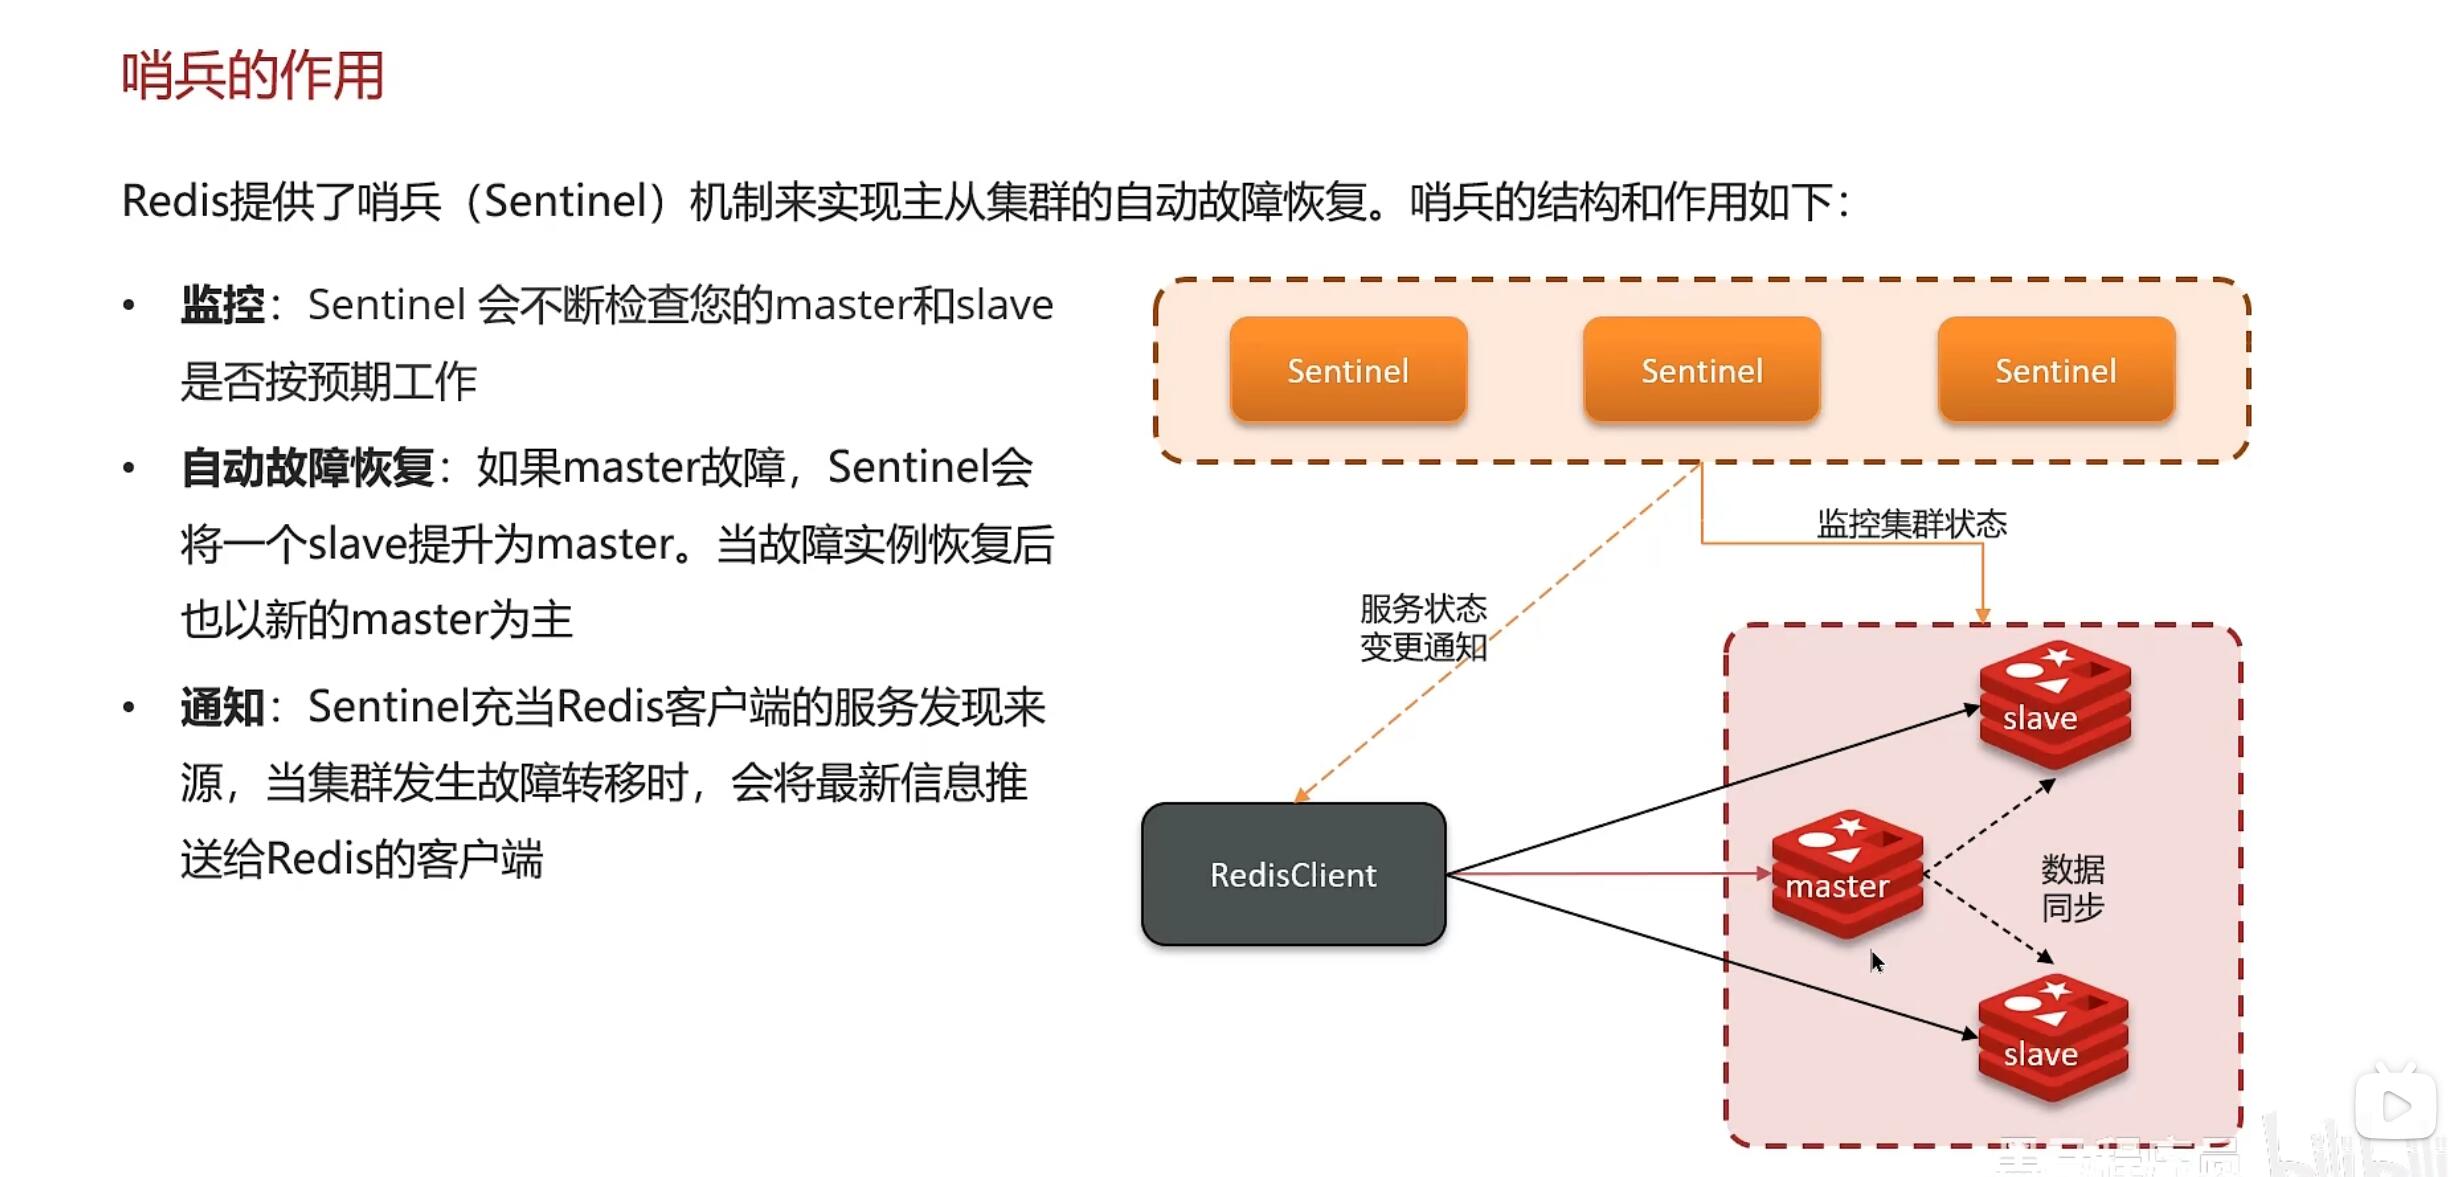 哨兵的作用
Redis提供了哨兵（Sentinel）机制来实现主从集群的自动故障恢复。哨兵的结构和作用如下：
• 监控：Sentinel 会不断检查您的master和slave
是否按预期工作
• 自动故障恢复：如果master故障，Sentinel会
将一个slave提升为master。当故障实例恢复后
也以新的master为主
• 通知：Sentinel充当Redis客户端的服务发现来
源，当集群发生故障转移时，会将最新信息推
送给Redis的客户端
Sentinel
Sentinel
Sentinel
监控集群状态
服务状态
变更通知
slave
RedisClient
master
数据
同步
slave
bilibili